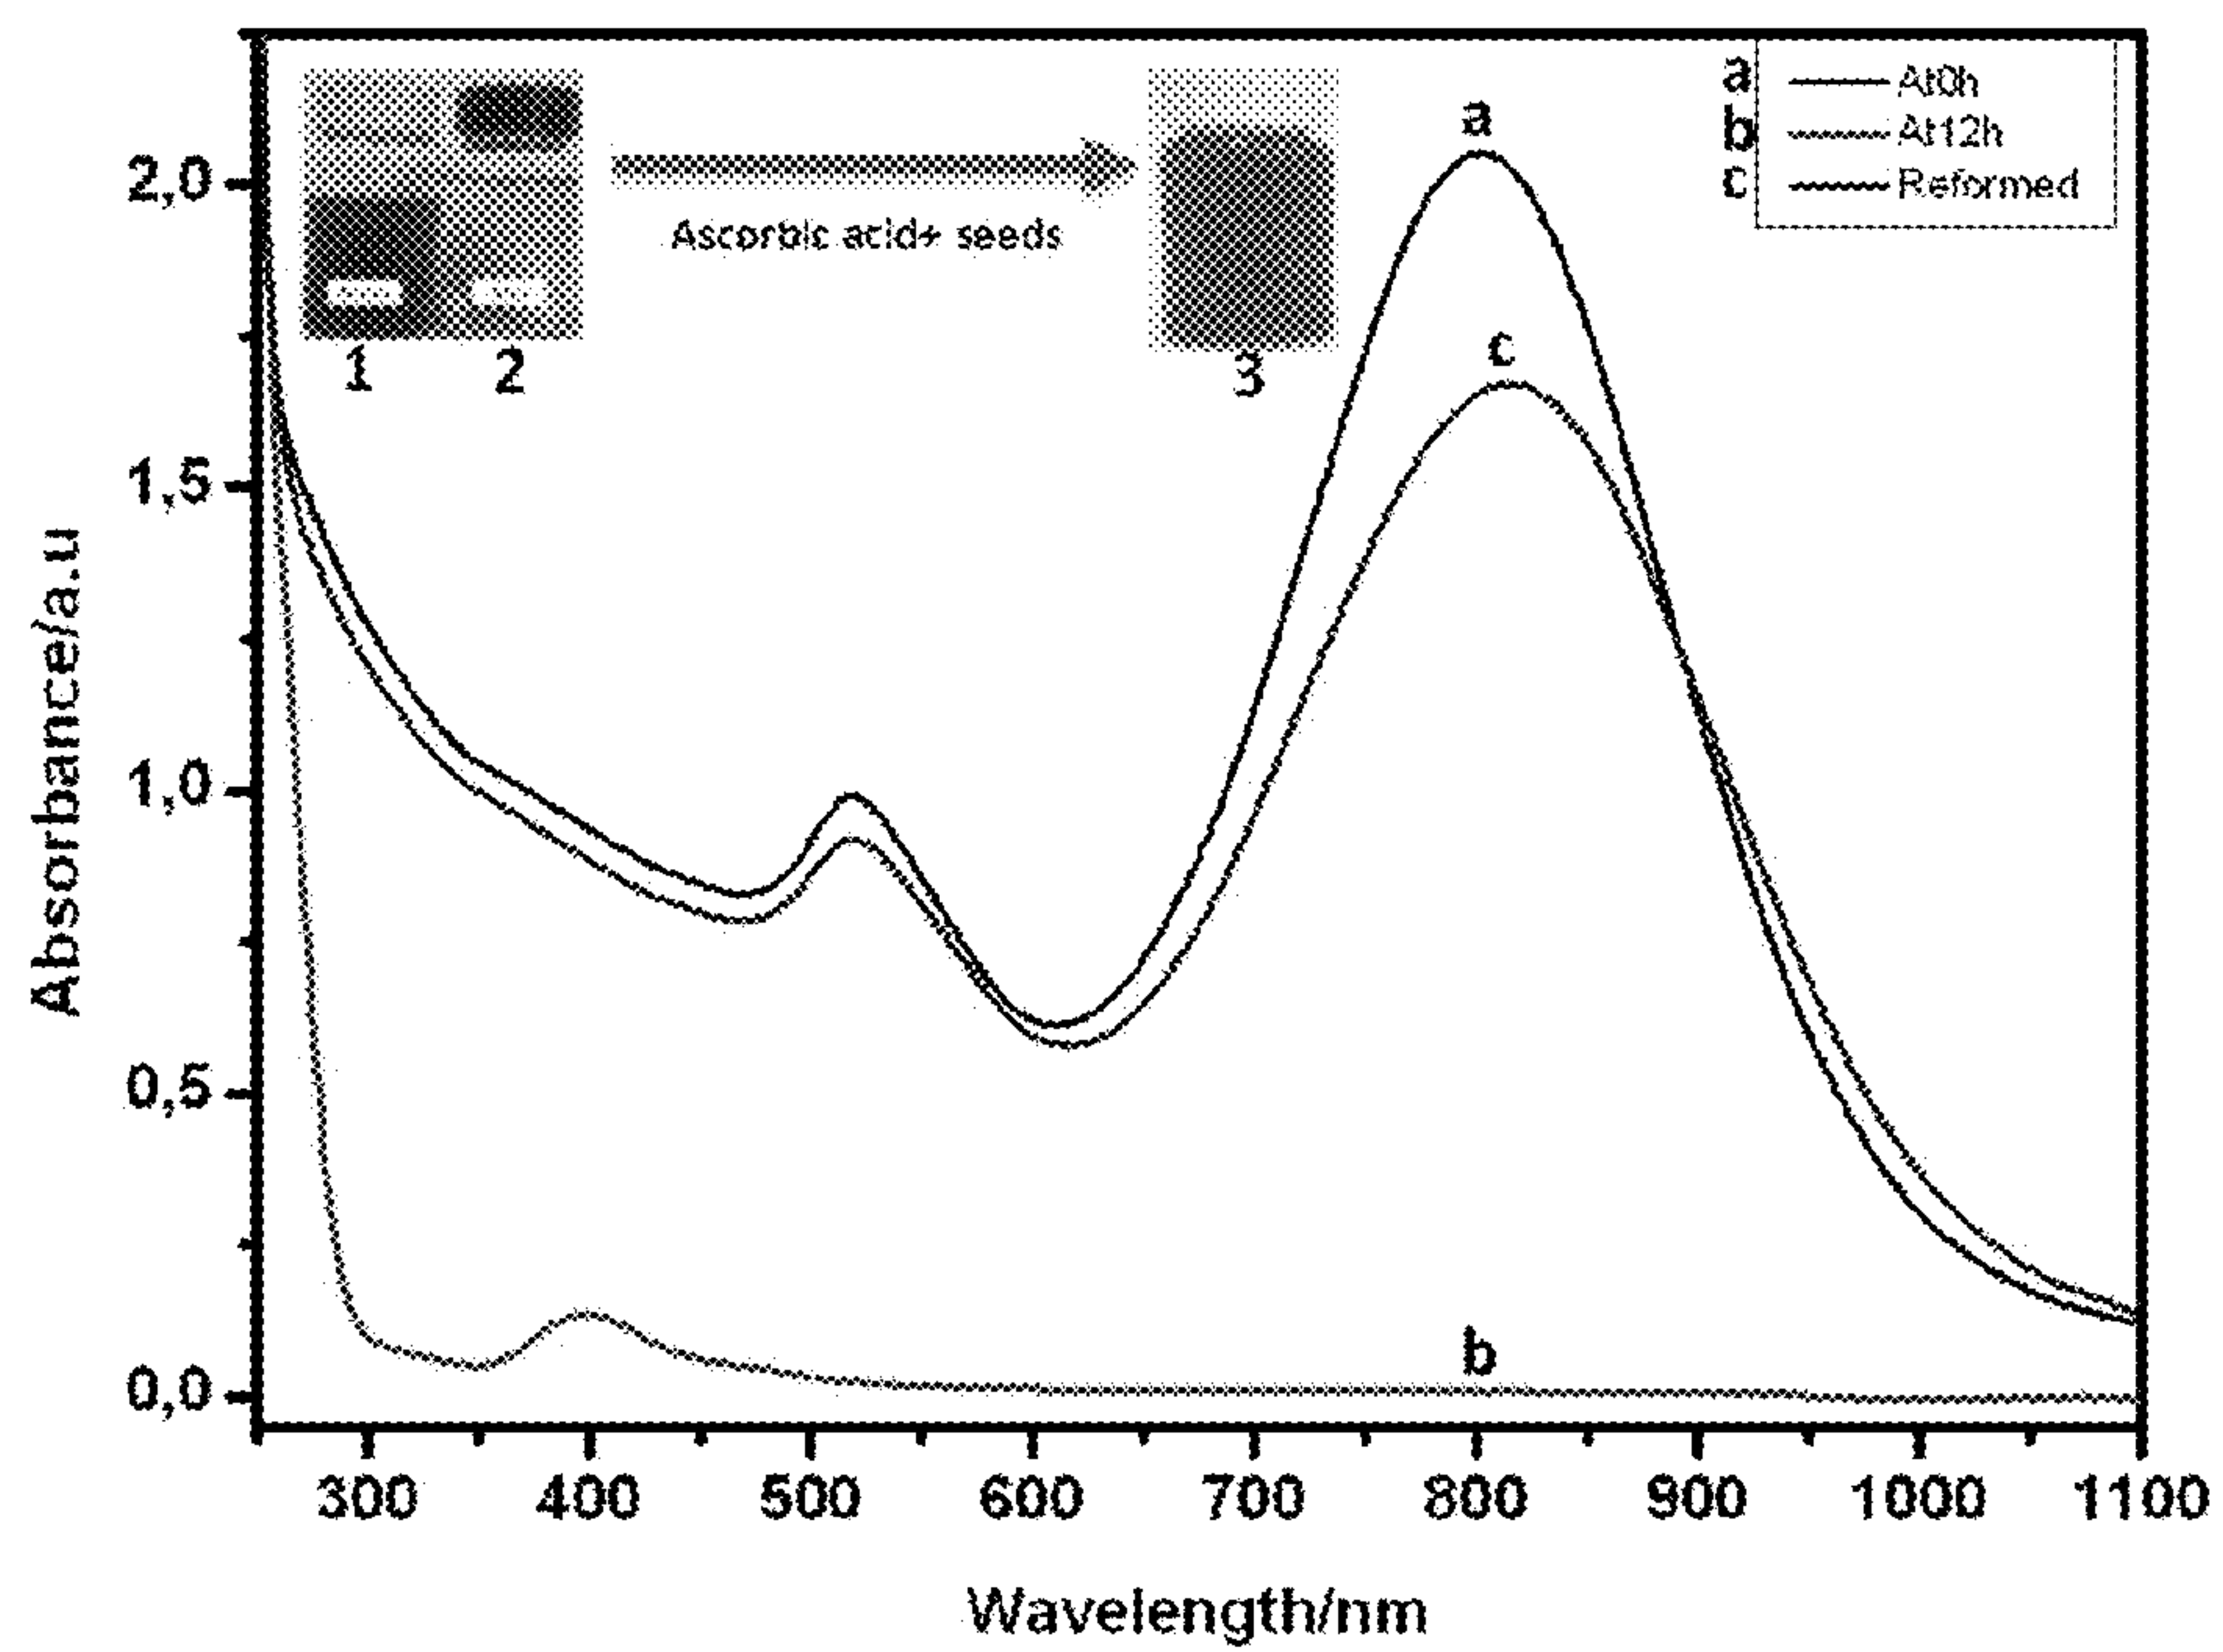 a At0h
b At12h
c Reformed
Ascorbic acid+ seeds
1
2
3
a
c
b
2,0
1,5
1,0
0,5
0,0
Absorbance/a.u
300 400 500 600 700 800 900 1000 1100
Wavelength/nm